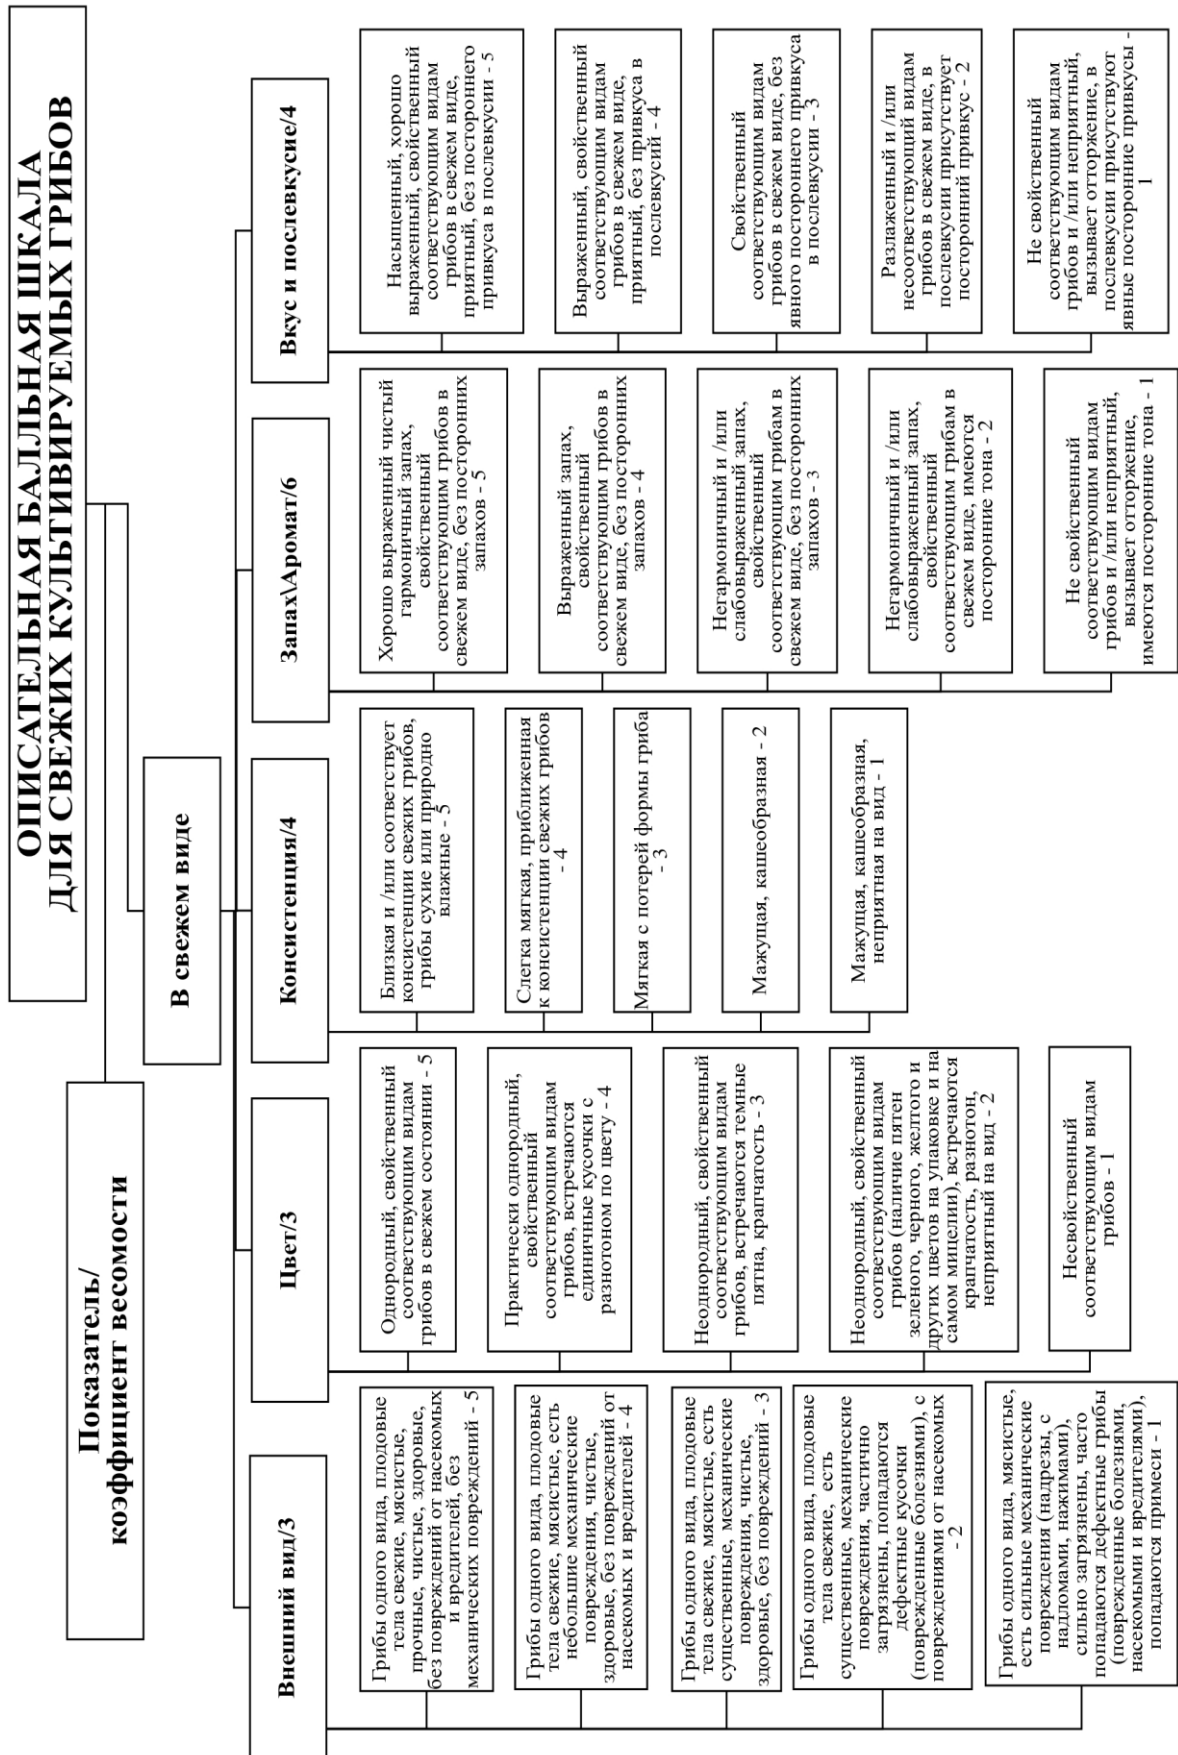 ОПИСАТЕЛЬНАЯ БАЛЛЬНАЯ ШКАЛА
ДЛЯ СВЕЖИХ КУЛЬТИВИРУЕМЫХ ГРИБОВ
Показатель/
коэффициент весомости
В свежем виде
Внешний вид/3
Грибы одного вида, плодовые
тела свежие, мясистые,
прочные, чистые, здоровые,
без повреждений от насекомых
и вредителей, без
механических повреждений - 5
Грибы одного вида, плодовые
тела свежие, мясистые, есть
небольшие механические
повреждения, чистые,
здоровые, без повреждений от
насекомых и вредителей - 4
Грибы одного вида, плодовые
тела свежие, мясистые, есть
существенные, механические
повреждения, чистые,
здоровые, без повреждений - 3
Грибы одного вида, плодовые
тела свежие, есть
существенные, механические
повреждения, частично
загрязнены, попадаются
дефектные кусочки
(поврежденные болезнями), с
повреждениями от насекомых
- 2
Грибы одного вида, мясистые,
есть сильные механические
повреждения (надрезы, с
надломами, нажимами),
сильно загрязнены, часто
попадаются дефектные грибы
(поврежденные болезнями,
насекомыми и вредителями),
попадаются примеси - 1
Цвет/3
Однородный, свойственный
соответствующим видам
грибов в свежем состоянии - 5
Практически однородный,
свойственный
соответствующим видам
грибов, встречаются
единичные кусочки с
разнотоном по цвету - 4
Неоднородный, свойственный
соответствующим видам
грибов, встречаются темные
пятна, крапчатость - 3
Неоднородный, свойственный
соответствующим видам
грибов (наличие пятен
зеленого, черного, желтого и
других цветов на упаковке и на
самом мицелии), встречаются
крапчатость, разнотон,
неприятный на вид - 2
Несвойственный
соответствующим видам
грибов - 1
Консистенция/4
Близкая и /или соответствует
консистенции свежих грибов,
грибы сухие или природно
влажные - 5
Слегка мягкая, приближенная
к консистенции свежих грибов
- 4
Мягкая с потерей формы гриба
- 3
Мажущая, кашеобразная - 2
Мажущая, кашеобразная,
неприятная на вид - 1
Запах\Аромат/6
Хорошо выраженный чистый
гармоничный запах,
свойственный
соответствующим грибов в
свежем виде, без посторонних
запахов - 5
Выраженный запах,
свойственный
соответствующим грибов в
свежем виде, без посторонних
запахов - 4
Негармоничный и /или
слабовыраженный запах,
свойственный
соответствующим грибам в
свежем виде, без посторонних
запахов - 3
Негармоничный и /или
слабовыраженный запах,
свойственный
соответствующим грибам в
свежем виде, имеются
посторонние тона - 2
Не свойственный
соответствующим видам
грибов и /или неприятный,
вызывает отторжение,
имеются посторонние тона - 1
Вкус и послевкусие/4
Насыщенный, хорошо
выраженный, свойственный
соответствующим видам
грибов в свежем виде,
приятный, без постороннего
привкуса в послевкусии - 5
Выраженный, свойственный
соответствующим видам
грибов в свежем виде,
приятный, без привкуса в
послевкусий - 4
Свойственный
соответствующим видам
грибов в свежем виде, без
явного постороннего привкуса
в послевкусии - 3
Разлаженный и /или
несоответствующий видам
грибов в свежем виде, в
послевкусии присутствует
посторонний привкус - 2
Не свойственный
соответствующим видам
грибов и /или неприятный,
вызывает отторжение, в
послевкусии присутствуют
явные посторонние привкусы -
1